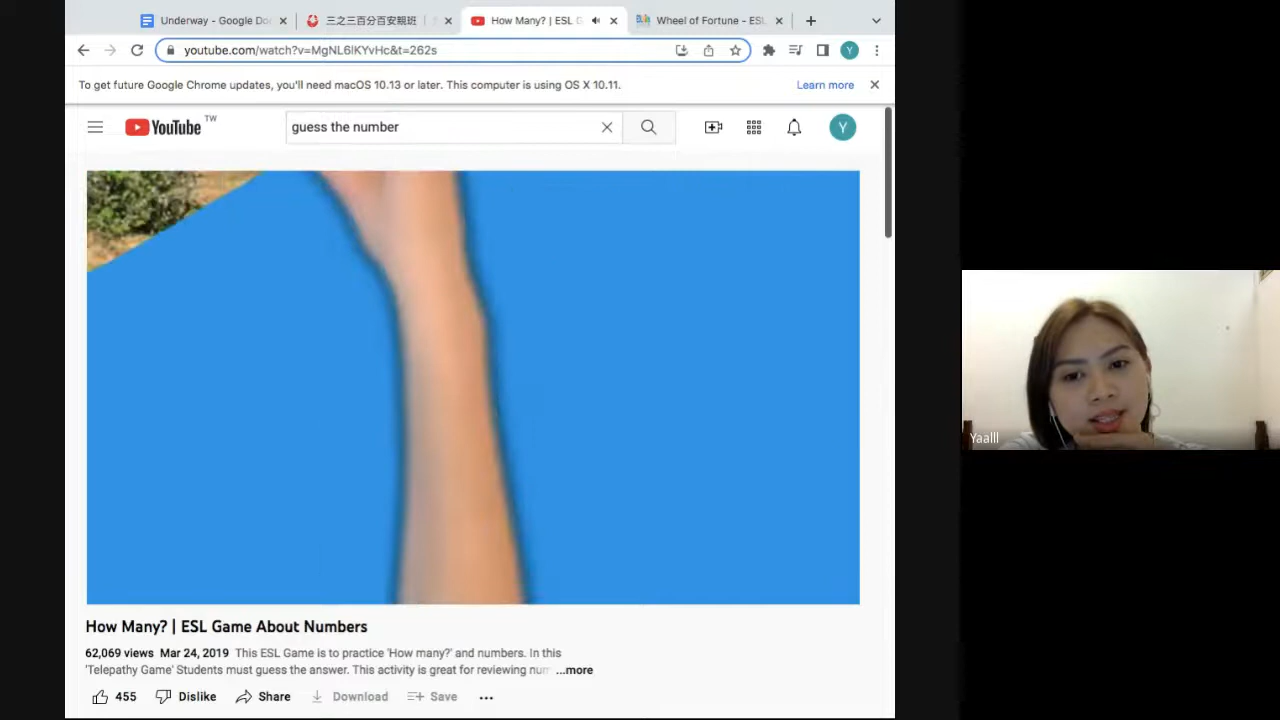 Underway - Google Do
三之三百分百安親班
How Many? | ESL G
Wheel of Fortune - ESL
youtube.com/watch?v=MgNL6lKYvHc&t=262s
Y
To get future Google Chrome updates, you'll need macOS 10.13 or later. This computer is using OS X 10.11.
Learn more
YouTube TW
guess the number
Y
Yaalll
How Many? | ESL Game About Numbers
62,069 views Mar 24, 2019 This ESL Game is to practice 'How many?' and numbers. In this
'Telepathy Game' Students must guess the answer. This activity is great for reviewing num ...more
455 Dislike Share Download Save